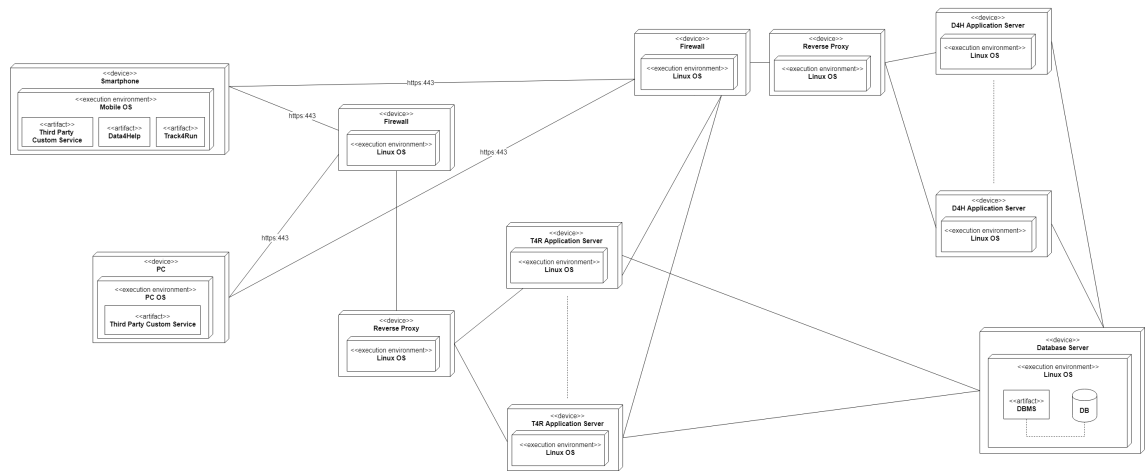 <<device>>
Smartphone
<<execution environment>>
Mobile OS
<<artifact>>
Third Party
Custom Service
<<artifact>>
Data4Help
<<artifact>>
Track4Run
https:443
https:443
https:443
https:443
<<device>>
Firewall
<<execution environment>>
Linux OS
<<device>>
Firewall
<<execution environment>>
Linux OS
<<device>>
Reverse Proxy
<<execution environment>>
Linux OS
<<device>>
D4H Application Server
<<execution environment>>
Linux OS
<<device>>
D4H Application Server
<<execution environment>>
Linux OS
<<device>>
PC
<<execution environment>>
PC OS
<<artifact>>
Third Party Custom Service
<<device>>
T4R Application Server
<<execution environment>>
Linux OS
<<device>>
Reverse Proxy
<<execution environment>>
Linux OS
<<device>>
T4R Application Server
<<execution environment>>
Linux OS
<<device>>
Database Server
<<execution environment>>
Linux OS
<<artifact>>
DBMS
DB